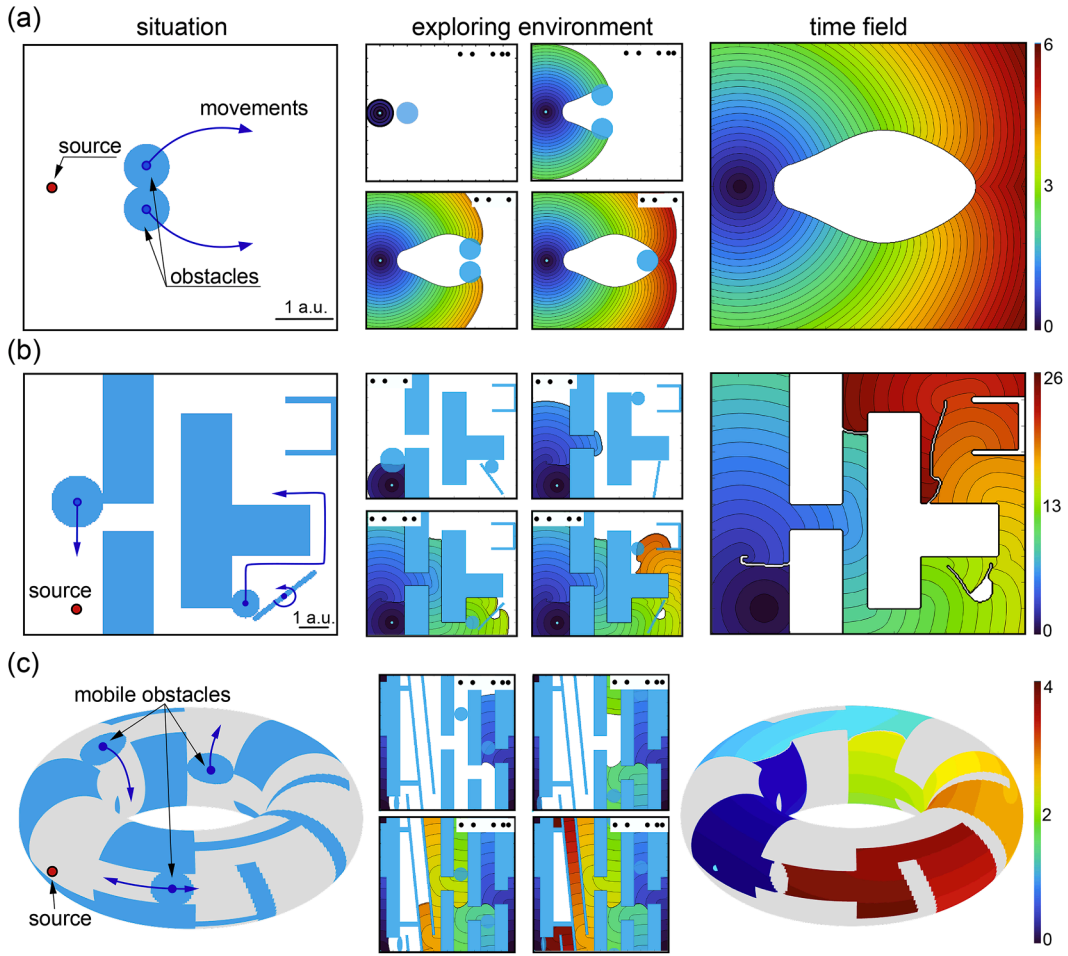 (a)
situation
exploring environment
time field
movements
source
obstacles
1 a.u.
6
3
0
(b)
source
1 a.u.
26
13
0
(c)
mobile obstacles
source
4
2
0